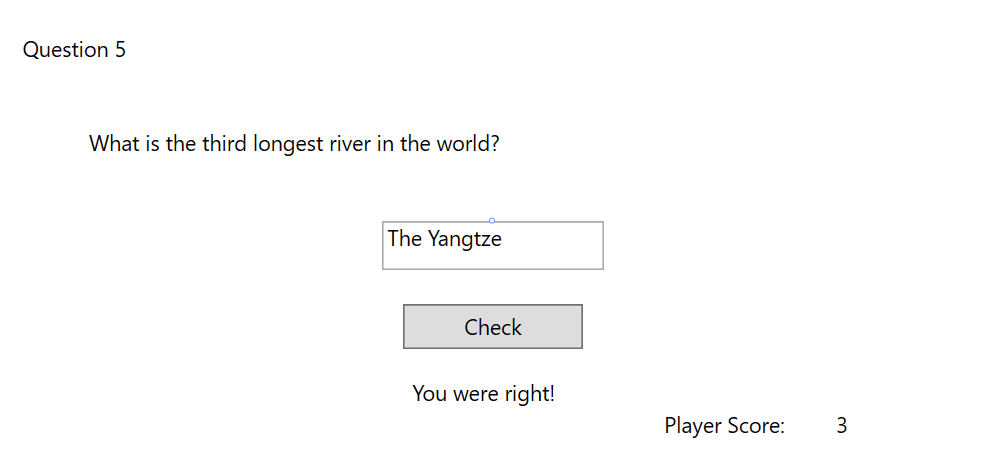 Question 5
What is the third longest river in the world?
The Yangtze
Check
You were right!
Player Score: 3